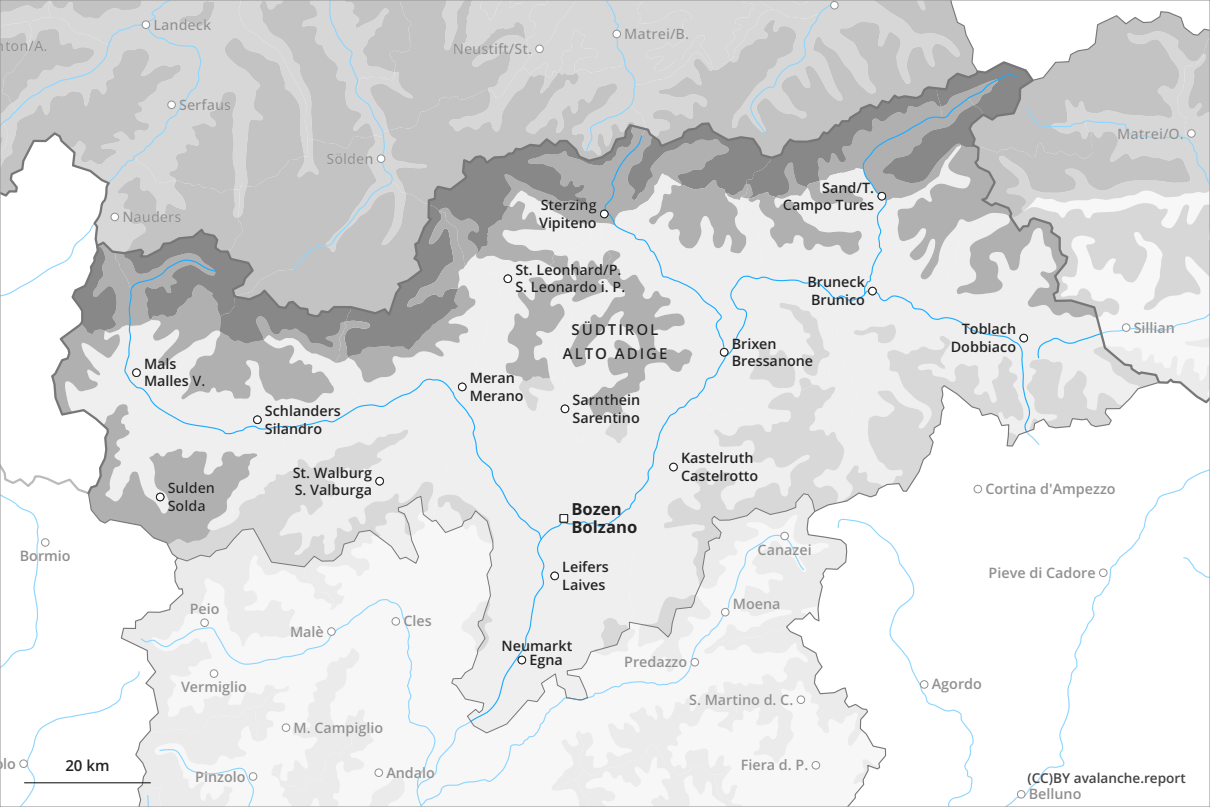 Landeck
Matrei/B.
nton/A.
Neustift/St.
Serfaus
Matrei/O.
Sölden
Sand/T.
Campo Tures
Sterzing
Vipiteno
Nauders
St. Leonhard/P.
S. Leonardo i. P.
Bruneck
Brunico
SÜDTIROL
ALTO ADIGE
Toblach
Dobbiaco
Sillian
Brixen
Bressanone
Mals
Malles V.
Meran
Merano
Sarnthein
Sarentino
Schlanders
Silandro
Kastelruth
Castelrotto
St. Walburg
S. Valburga
Sulden
Solda
Cortina d'Ampezzo
Bozen
Bolzano
Bormio
Canazei
Leifers
Laives
Pieve di Cadore
Peio
Moena
Malè
Cles
Neumarkt
Egna
Predazzo
Vermiglio
Agordo
S. Martino d. C.
M. Campiglio
olo
20 km
Pinzolo
Andalo
Fiera d. P.
(CC)BY avalanche.report
Belluno